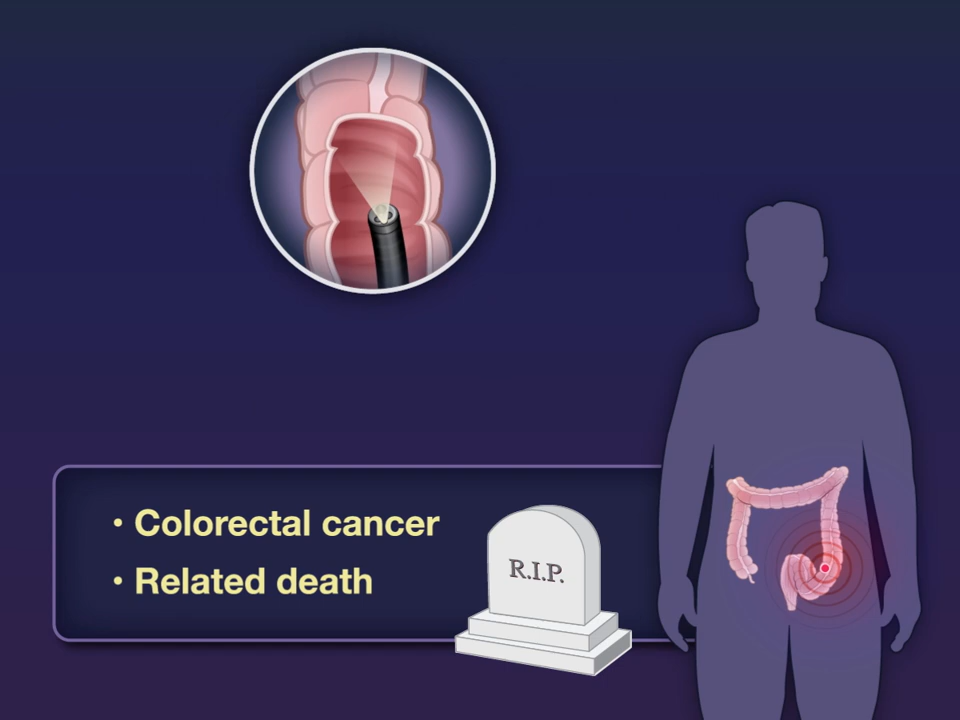 • Colorectal cancer
• Related death
R.I.P.